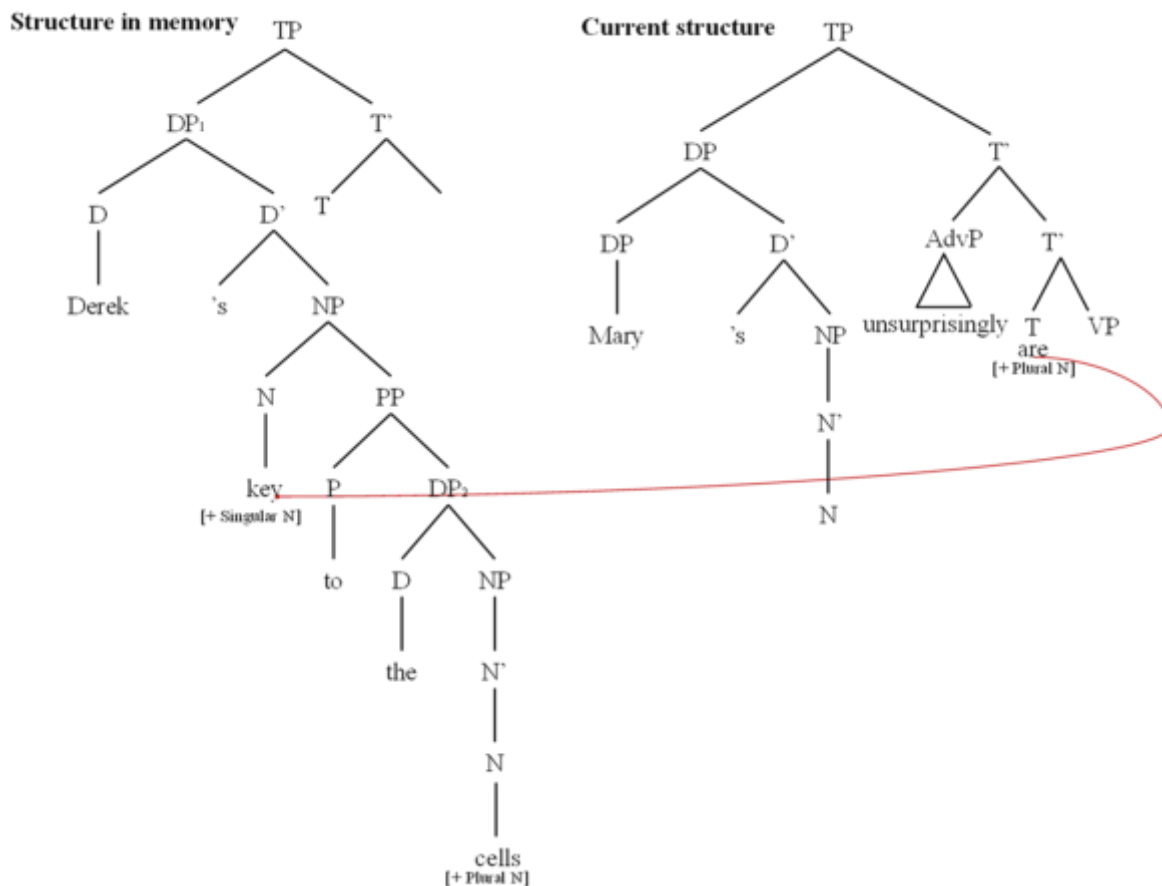 Structure in memory
TP
DP₁ T’
D D’ T
Derek ’s NP
N PP
key P DP₂
[+ Singular N]
to D NP
the N’
N
cells
[+ Plural N]
Current structure
TP
DP T’
DP D’ AdvP T’
Mary ’s NP unsurprisingly T VP
are
[+ Plural N]
N’
N